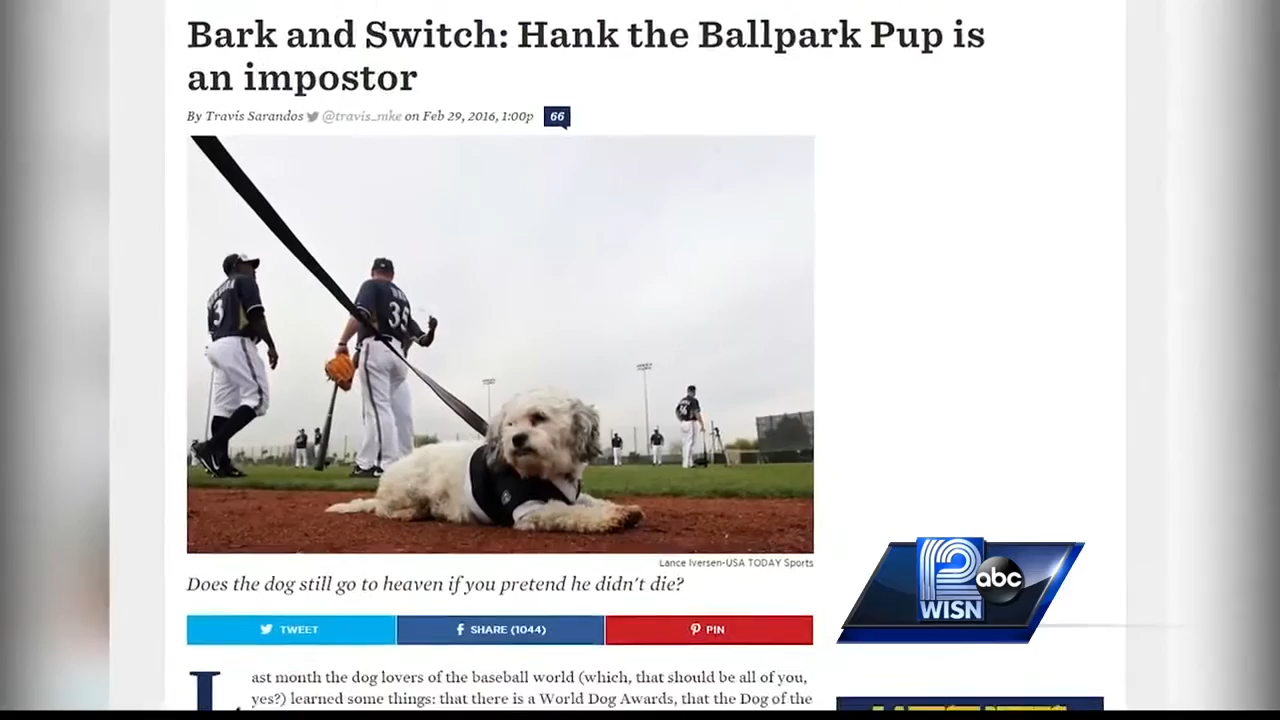 Bark and Switch: Hank the Ballpark Pup is
an impostor
By Travis Sarandos @travis_mke on Feb 29, 2016, 1:00p 66
3
39
Lance Iversen-USA TODAY Sports
Does the dog still go to heaven if you pretend he didn't die?
TWEET
SHARE (1044)
PIN
12
abc
WISN
Last month the dog lovers of the baseball world (which, that should be all of you,
yes?) learned some things: that there is a World Dog Awards, that the Dog of the